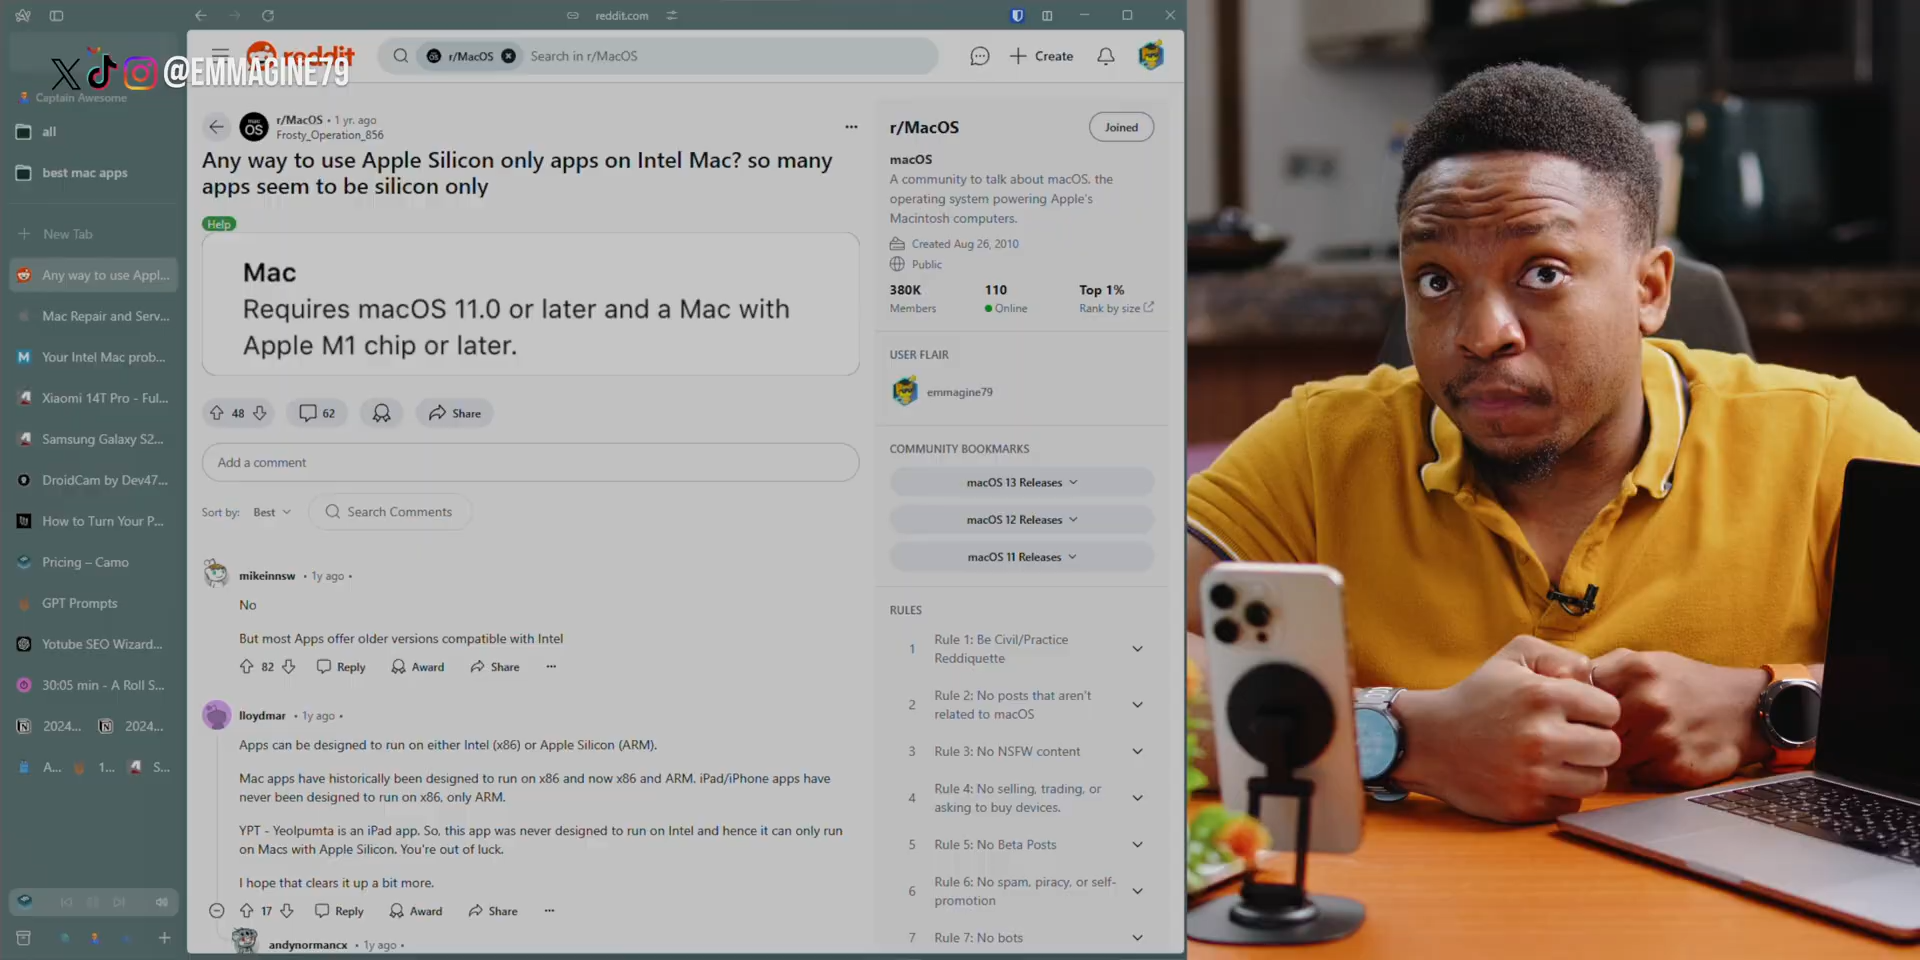 reddit.com
reddit
r/MacOS
Search in r/MacOS
Create
@EMMAGINE79
Captain Awesome
all
best mac apps
New Tab
Any way to use Appl...
Mac Repair and Serv...
Your Intel Mac prob...
Xiaomi 14T Pro - Ful...
Samsung Galaxy S2...
DroidCam by Dev47...
How to Turn Your P...
Pricing – Camo
GPT Prompts
Yotube SEO Wizard...
30:05 min - A Roll S...
2024... 2024...
A... 1... S...
mac OS
r/MacOS • 1 yr. ago
Frosty_Operation_856
Any way to use Apple Silicon only apps on Intel Mac? so many
apps seem to be silicon only
Help
Mac
Requires macOS 11.0 or later and a Mac with
Apple M1 chip or later.
48
62
Share
Add a comment
Sort by: Best
Search Comments
mikeinnsw • 1y ago •
No
But most Apps offer older versions compatible with Intel
82 Reply Award Share
lloydmar • 1y ago •
Apps can be designed to run on either Intel (x86) or Apple Silicon (ARM).
Mac apps have historically been designed to run on x86 and now x86 and ARM. iPad/iPhone apps have
never been designed to run on x86, only ARM.
YPT - Yeolpumta is an iPad app. So, this app was never designed to run on Intel and hence it can only run
on Macs with Apple Silicon. You're out of luck.
I hope that clears it up a bit more.
17 Reply Award Share
andynormancx • 1y ago •
r/MacOS
Joined
macOS
A community to talk about macOS, the
operating system powering Apple's
Macintosh computers.
Created Aug 26, 2010
Public
380K 110 Top 1%
Members Online Rank by size
USER FLAIR
emmagine79
COMMUNITY BOOKMARKS
macOS 13 Releases
macOS 12 Releases
macOS 11 Releases
RULES
1 Rule 1: Be Civil/Practice
Reddiquette
2 Rule 2: No posts that aren't
related to macOS
3 Rule 3: No NSFW content
4 Rule 4: No selling, trading, or
asking to buy devices.
5 Rule 5: No Beta Posts
6 Rule 6: No spam, piracy, or self-
promotion
7 Rule 7: No bots